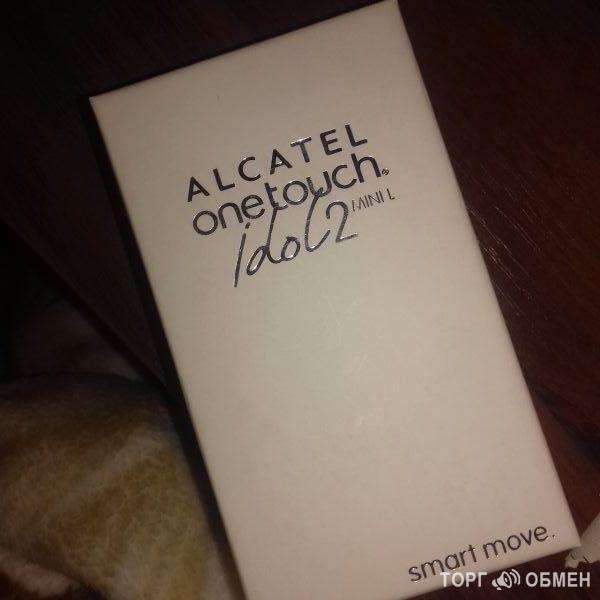 ALCATEL
onetouch®
idol2 MINI L
smart move.
ТОРГ ОБМЕН